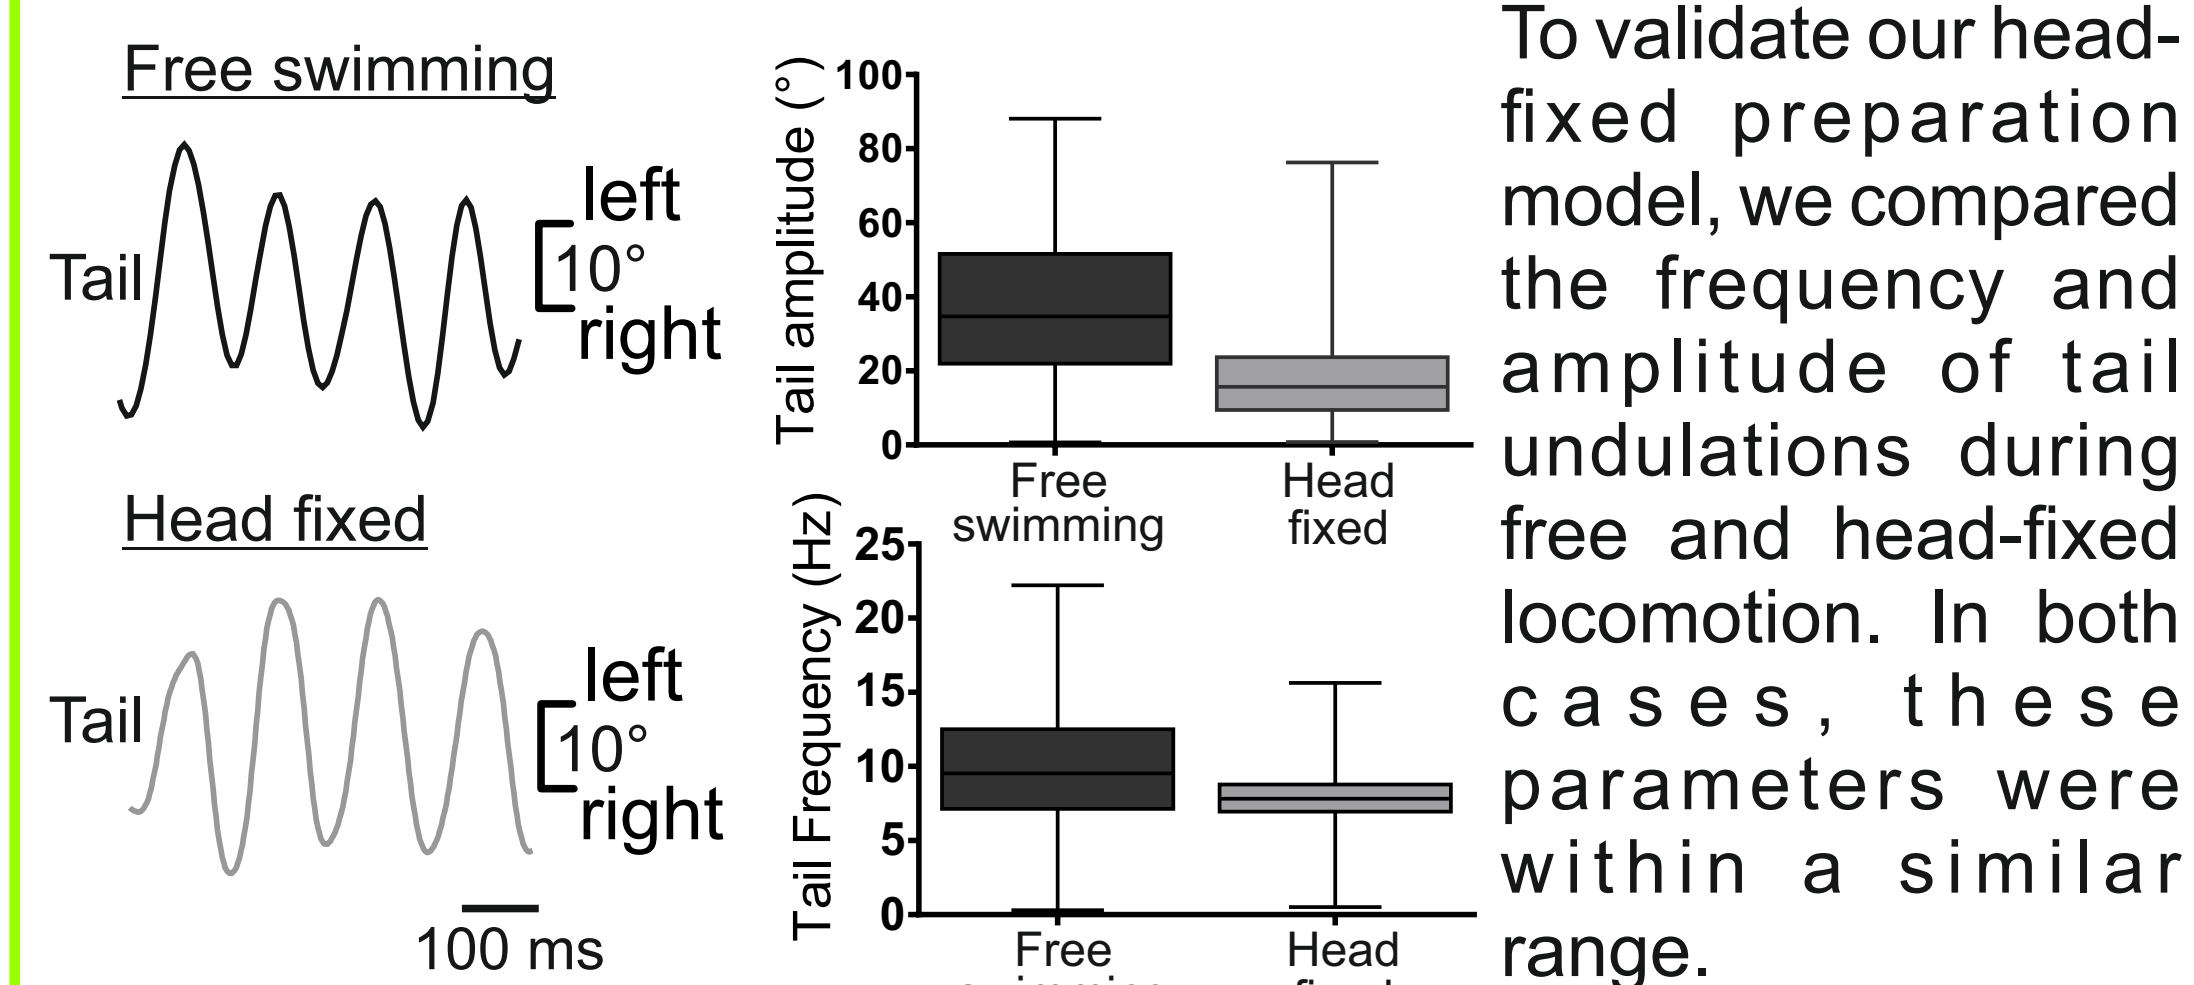 Free swimming
Tail
left
10°
right
Head fixed
Tail
left
10°
right
100 ms
Tail amplitude (°)
100
80
60
40
20
0
Free
swimming
Head
fixed
Tail Frequency (Hz)
25
20
15
10
5
0
Free
Head
To validate our head-
fixed preparation
model, we compared
the frequency and
amplitude of tail
undulations during
free and head-fixed
locomotion. In both
cases, these
parameters were
within a similar
range.